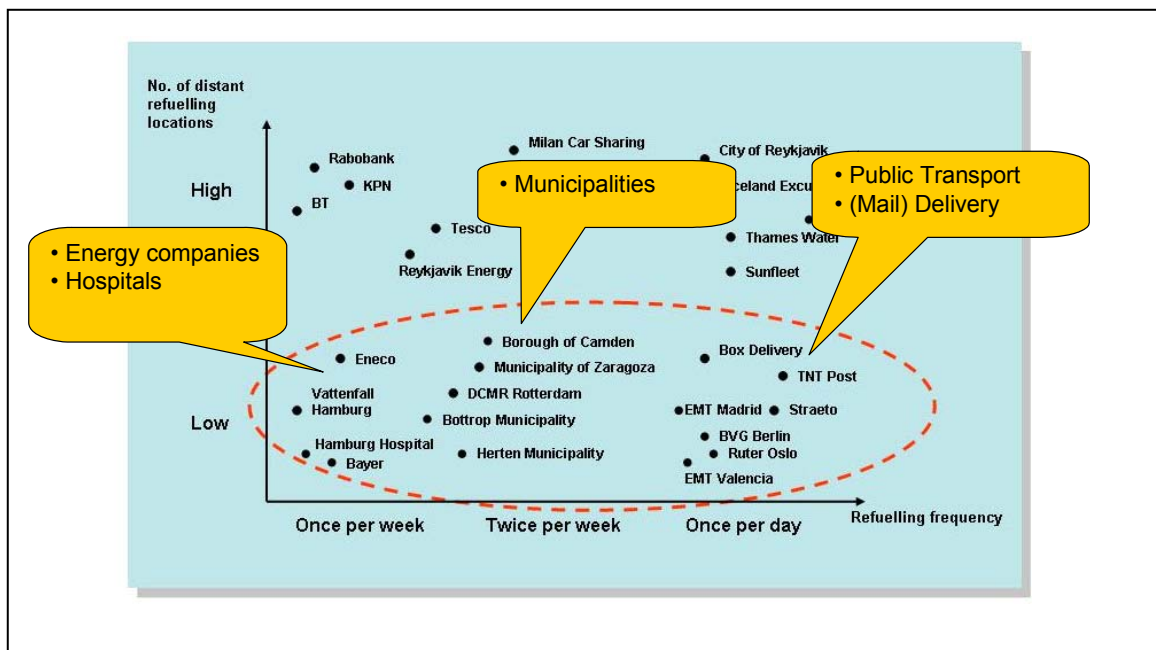 No. of distant
refuelling
locations
Milan Car Sharing
City of Reykjavik
Rabobank
High
KPN
• Municipalities
• Public Transport
• (Mail) Delivery
BT
Tesco
Thames Water
• Energy companies
• Hospitals
Reykjavik Energy
Sunfleet
Borough of Camden
Eneco
Box Delivery
Municipality of Zaragoza
TNT Post
Vattenfall
Hamburg
DCMR Rotterdam
EMT Madrid
Straeto
Low
Bottrop Municipality
BVG Berlin
Hamburg Hospital
Bayer
Herten Municipality
Ruter Oslo
EMT Valencia
Once per week
Twice per week
Once per day
Refuelling frequency